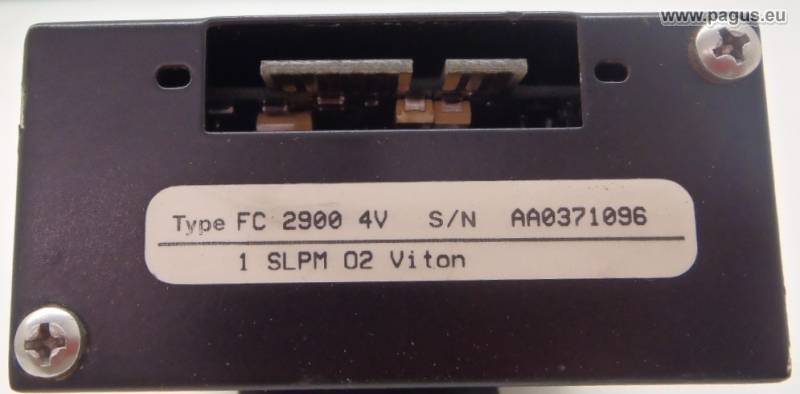 www.pagus.eu
Type FC 2900 4V S/N AA0371096
1 SLPM O2 Viton